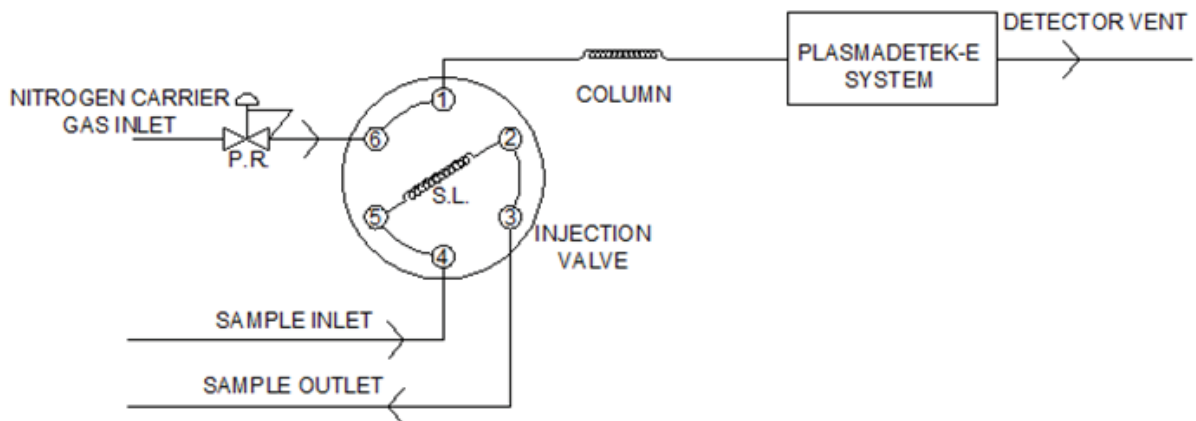 DETECTOR VENT
PLASMADETEK-E
SYSTEM
COLUMN
NITROGEN CARRIER
GAS INLET
P.R.
1
6
2
S.L.
5
3
4
INJECTION
VALVE
SAMPLE INLET
SAMPLE OUTLET